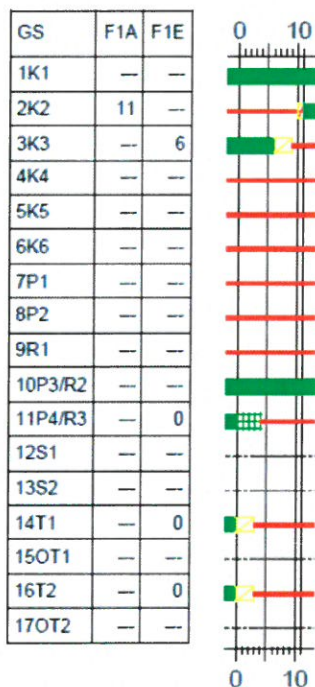 GS F1A F1E 0 10
1K1 --- ---
2K2 11 ---
3K3 --- 6
4K4 --- ---
5K5 --- ---
6K6 --- ---
7P1 --- ---
8P2 --- ---
9R1 --- ---
10P3/R2 --- ---
11P4/R3 --- 0
12S1 --- ---
13S2 --- ---
14T1 --- 0
15OT1 --- ---
16T2 --- 0
17OT2 --- ---
0 10